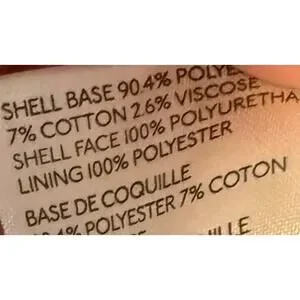 SHELL BASE 90.4% POLYE
7% COTTON 2.6% VISCOSE
SHELL FACE 100% POLYURETHA
LINING 100% POLYESTER
BASE DE COQUILLE
.4% POLYESTER 7% COTON